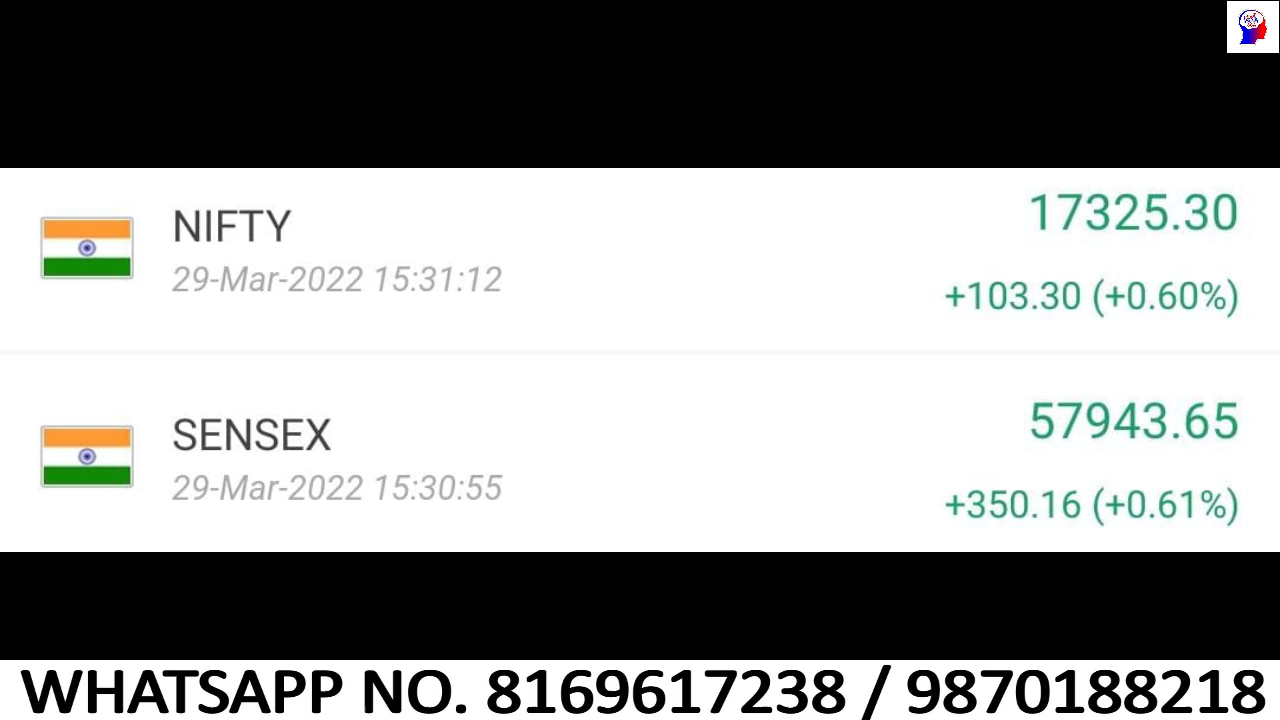 NIFTY
17325.30
29-Mar-2022 15:31:12
+103.30 (+0.60%)
SENSEX
57943.65
29-Mar-2022 15:30:55
+350.16 (+0.61%)
WHATSAPP NO. 8169617238 / 9870188218